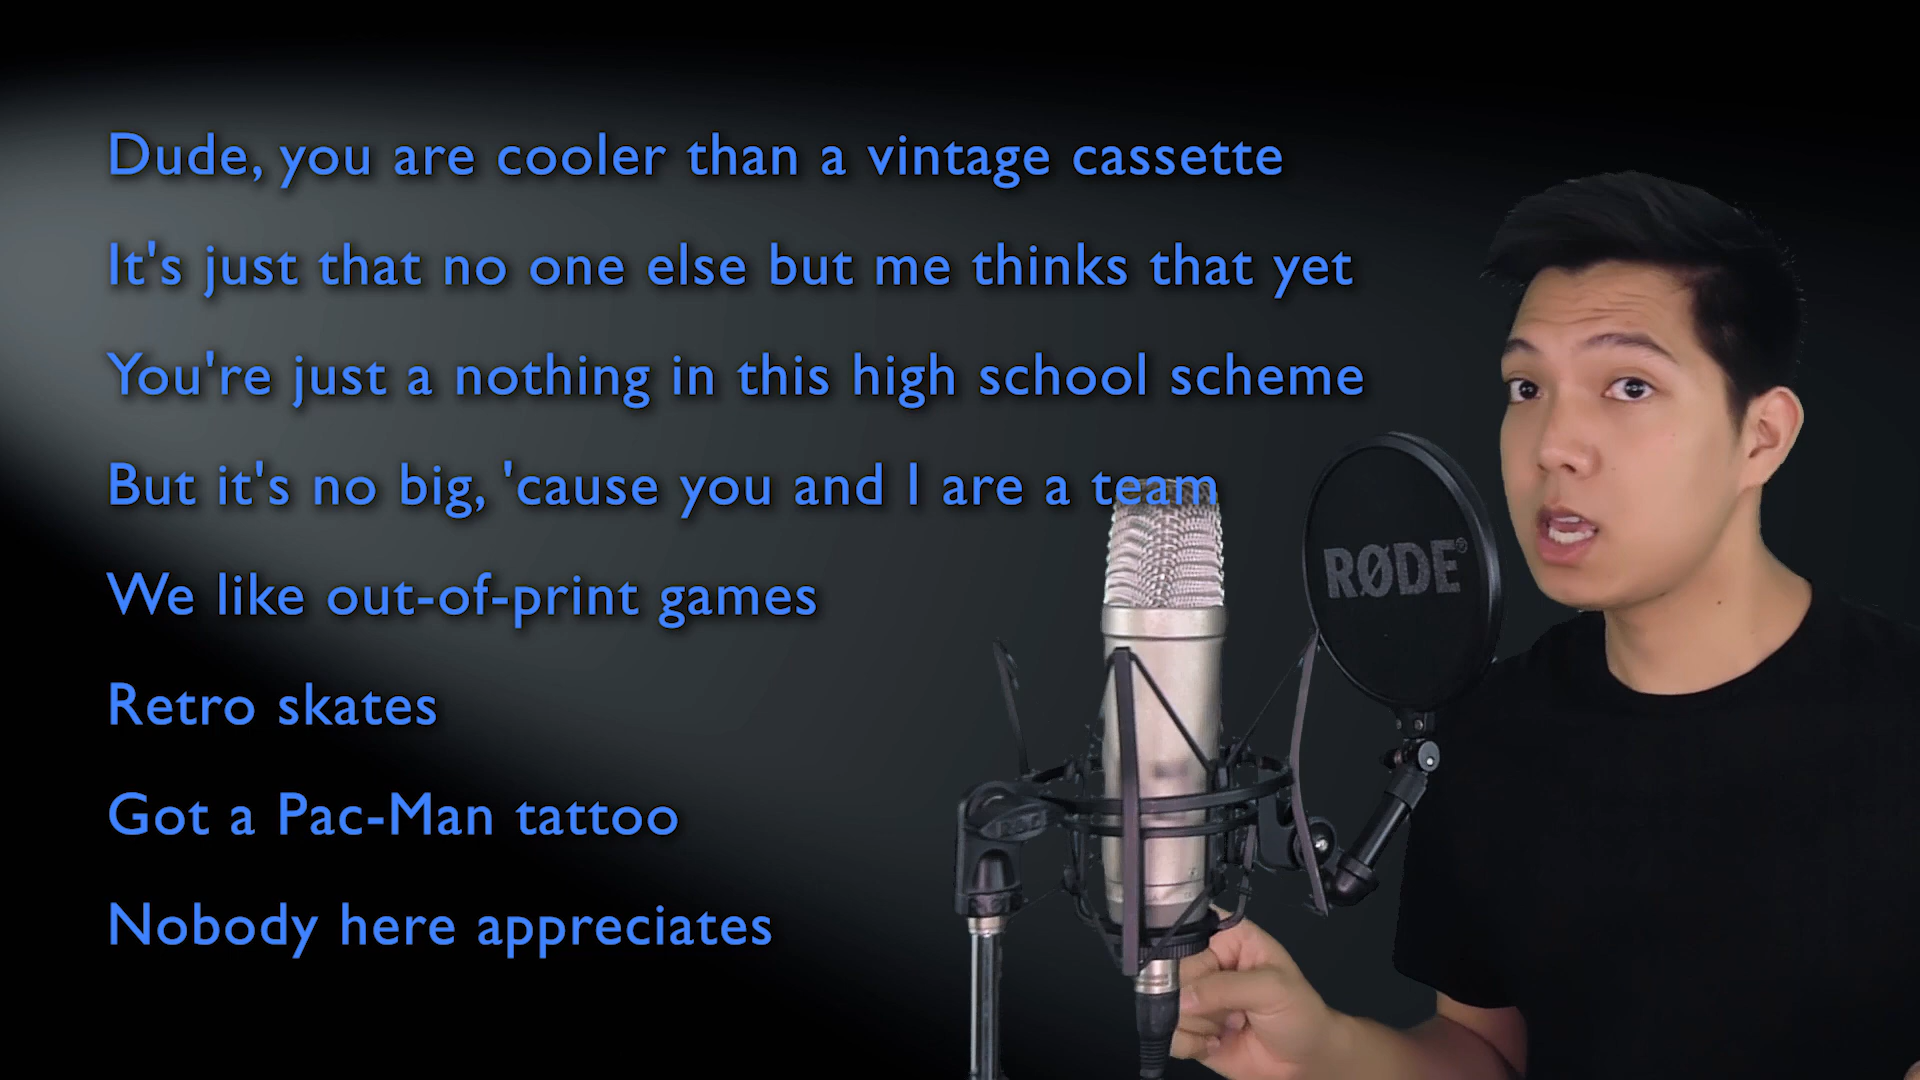 Dude, you are cooler than a vintage cassette
It's just that no one else but me thinks that yet
You're just a nothing in this high school scheme
But it's no big, 'cause you and I are a team
We like out-of-print games
Retro skates
Got a Pac-Man tattoo
Nobody here appreciates
RØDE®